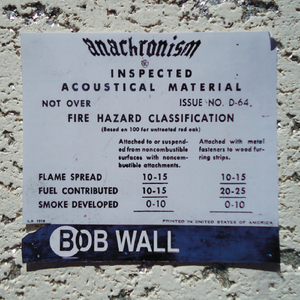 anachronism
INSPECTED
ACOUSTICAL MATERIAL
NOT OVER ISSUE NO. D-64
FIRE HAZARD CLASSIFICATION
(Based on 100 for untreated red oak)
Attached to or suspended from noncombustible surfaces with noncombustible attachments.
Attached with metal fasteners to wood furring strips.
FLAME SPREAD 10-15 10-15
FUEL CONTRIBUTED 10-15 20-25
SMOKE DEVELOPED 0-10 0-10
PRINTED IN UNITED STATES OF AMERICA
BOB WALL